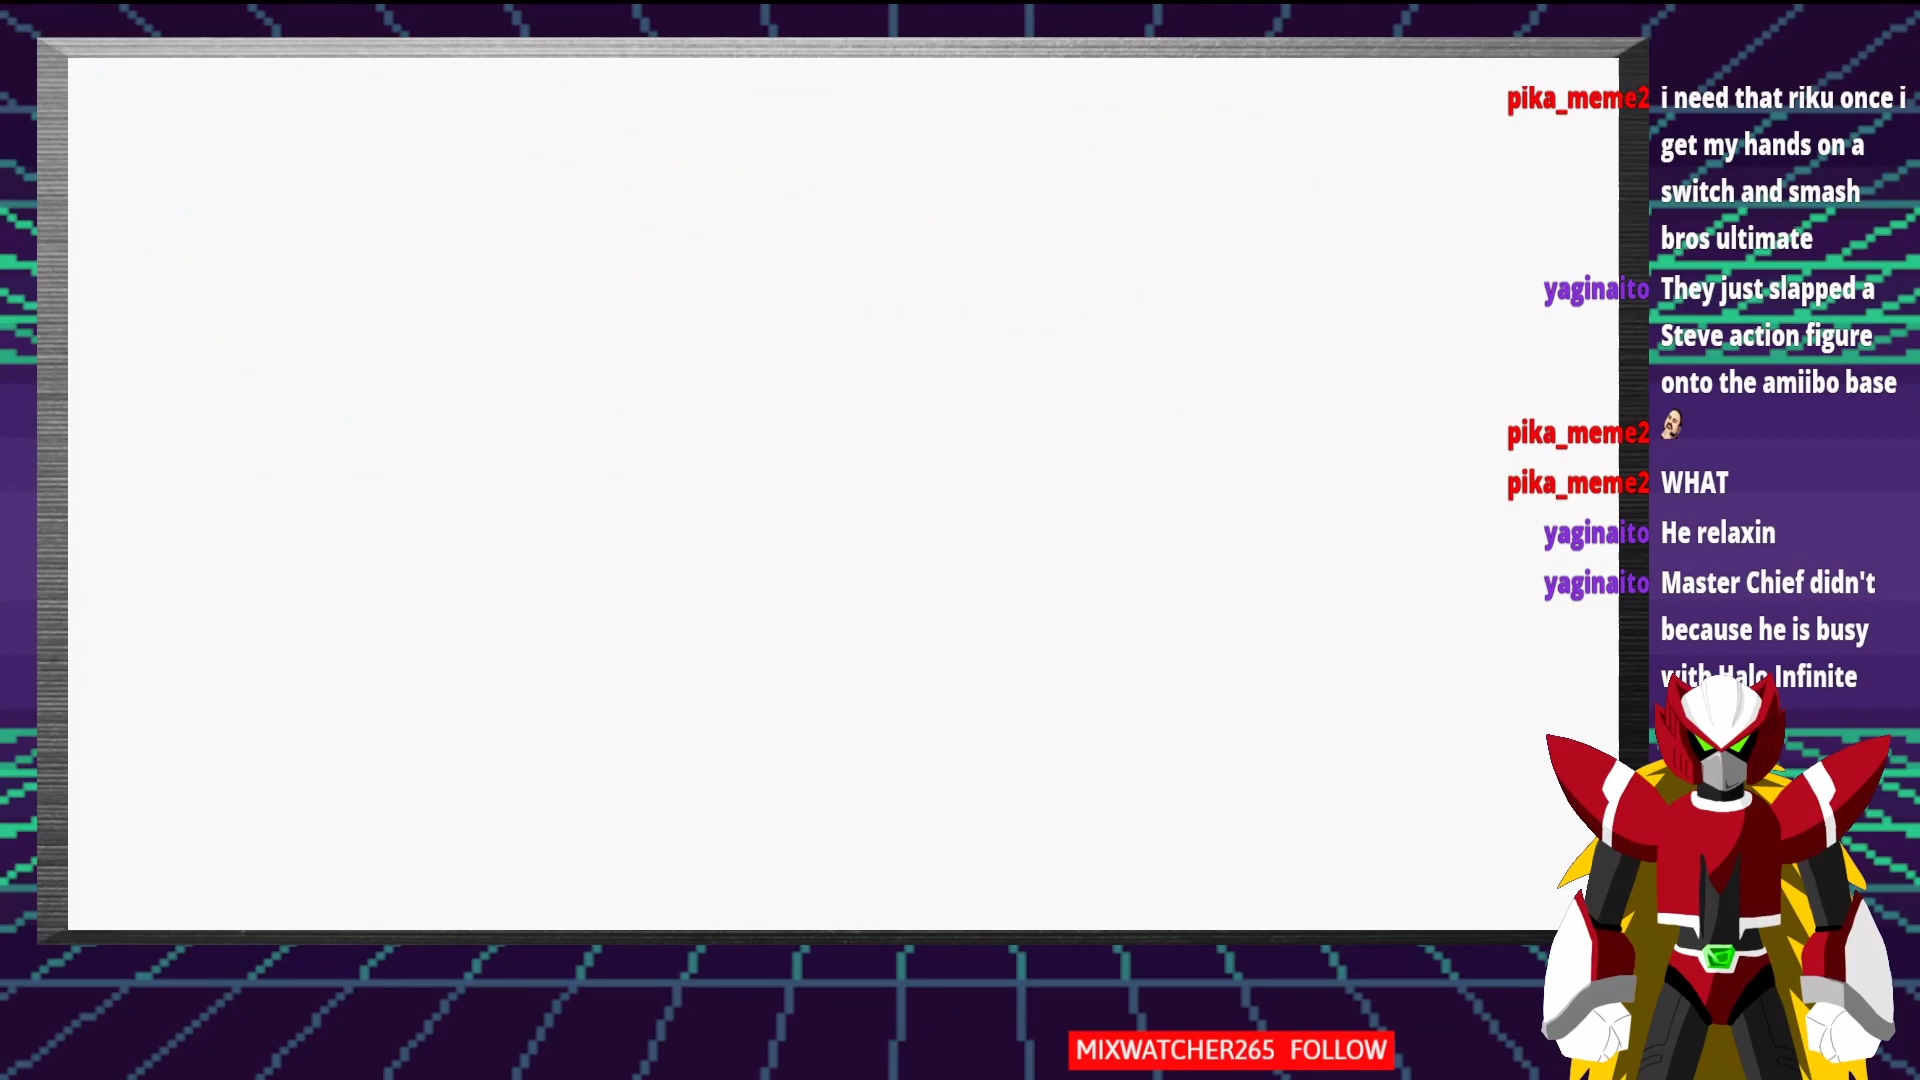 pika_meme2 i need that riku once i
get my hands on a
switch and smash
bros ultimate
yaginaito They just slapped a
Steve action figure
onto the amiibo base
pika_meme2
pika_meme2 WHAT
yaginaito He relaxin
yaginaito Master Chief didn't
because he is busy
with Halo Infinite
MIXWATCHER265 FOLLOW